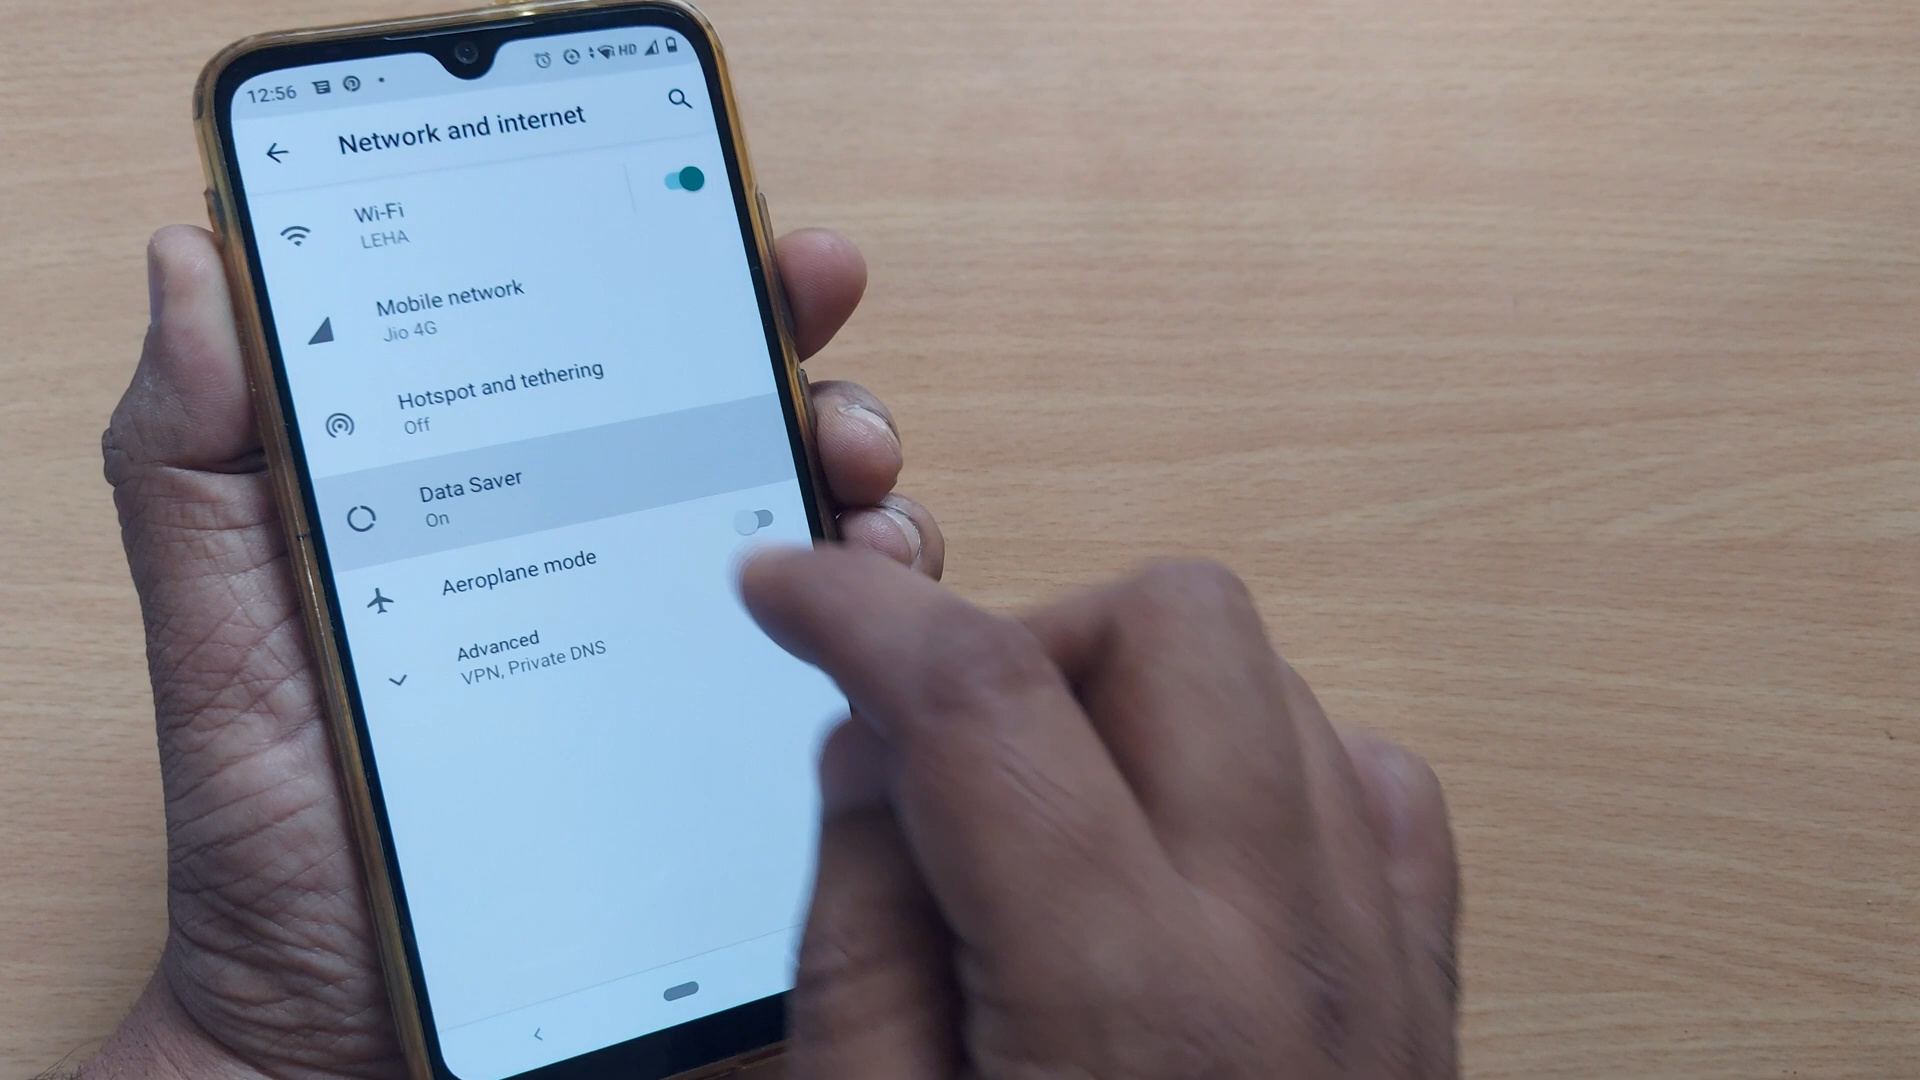 12:56
HD
Network and internet
Wi-Fi
LEHA
Mobile network
Jio 4G
Hotspot and tethering
Off
Data Saver
On
Aeroplane mode
Advanced
VPN, Private DNS